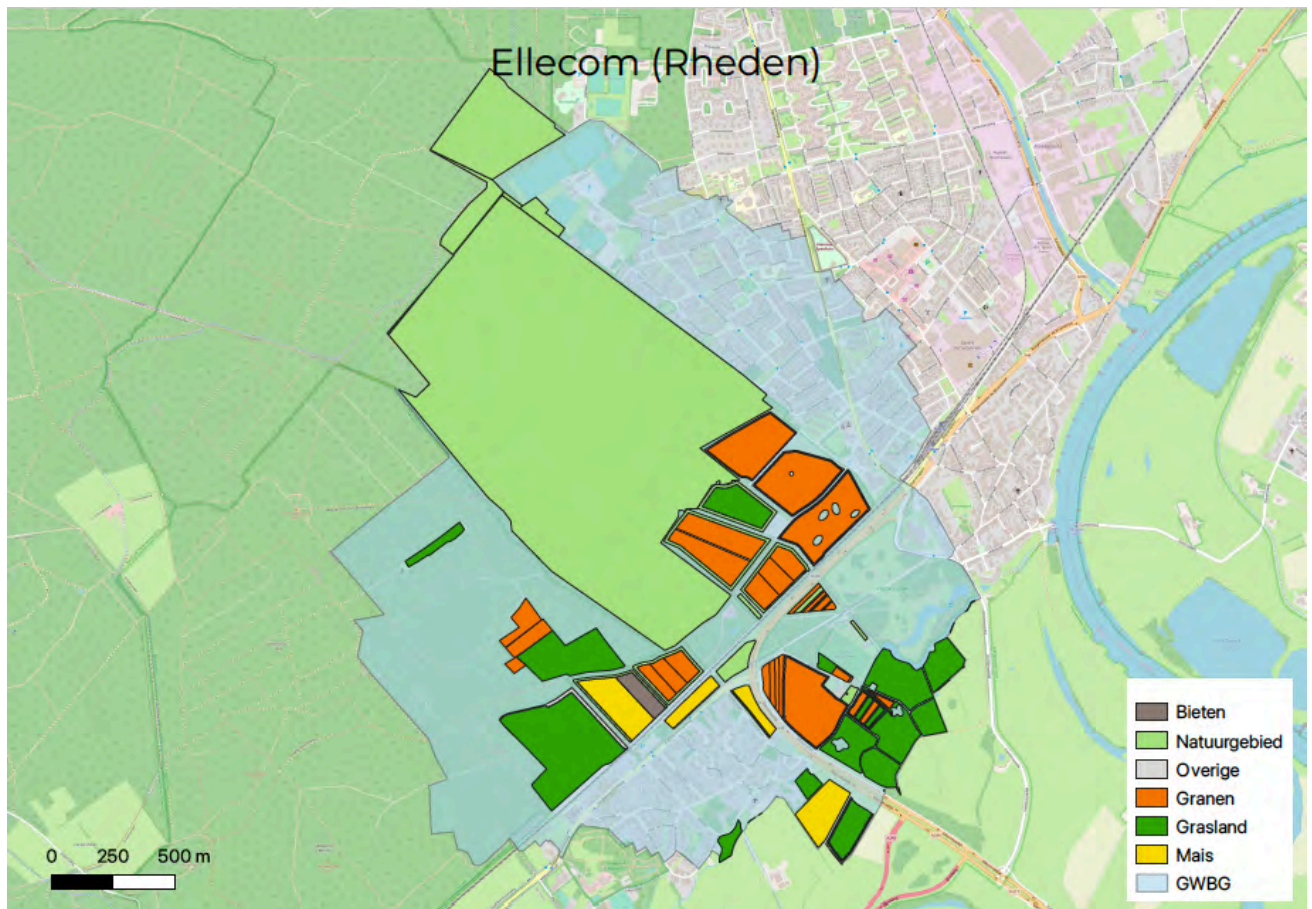 Ellecom (Rheden)
Bieten
Natuurgebied
Overige
Granen
Grasland
Mais
GWBG
0 250 500 m